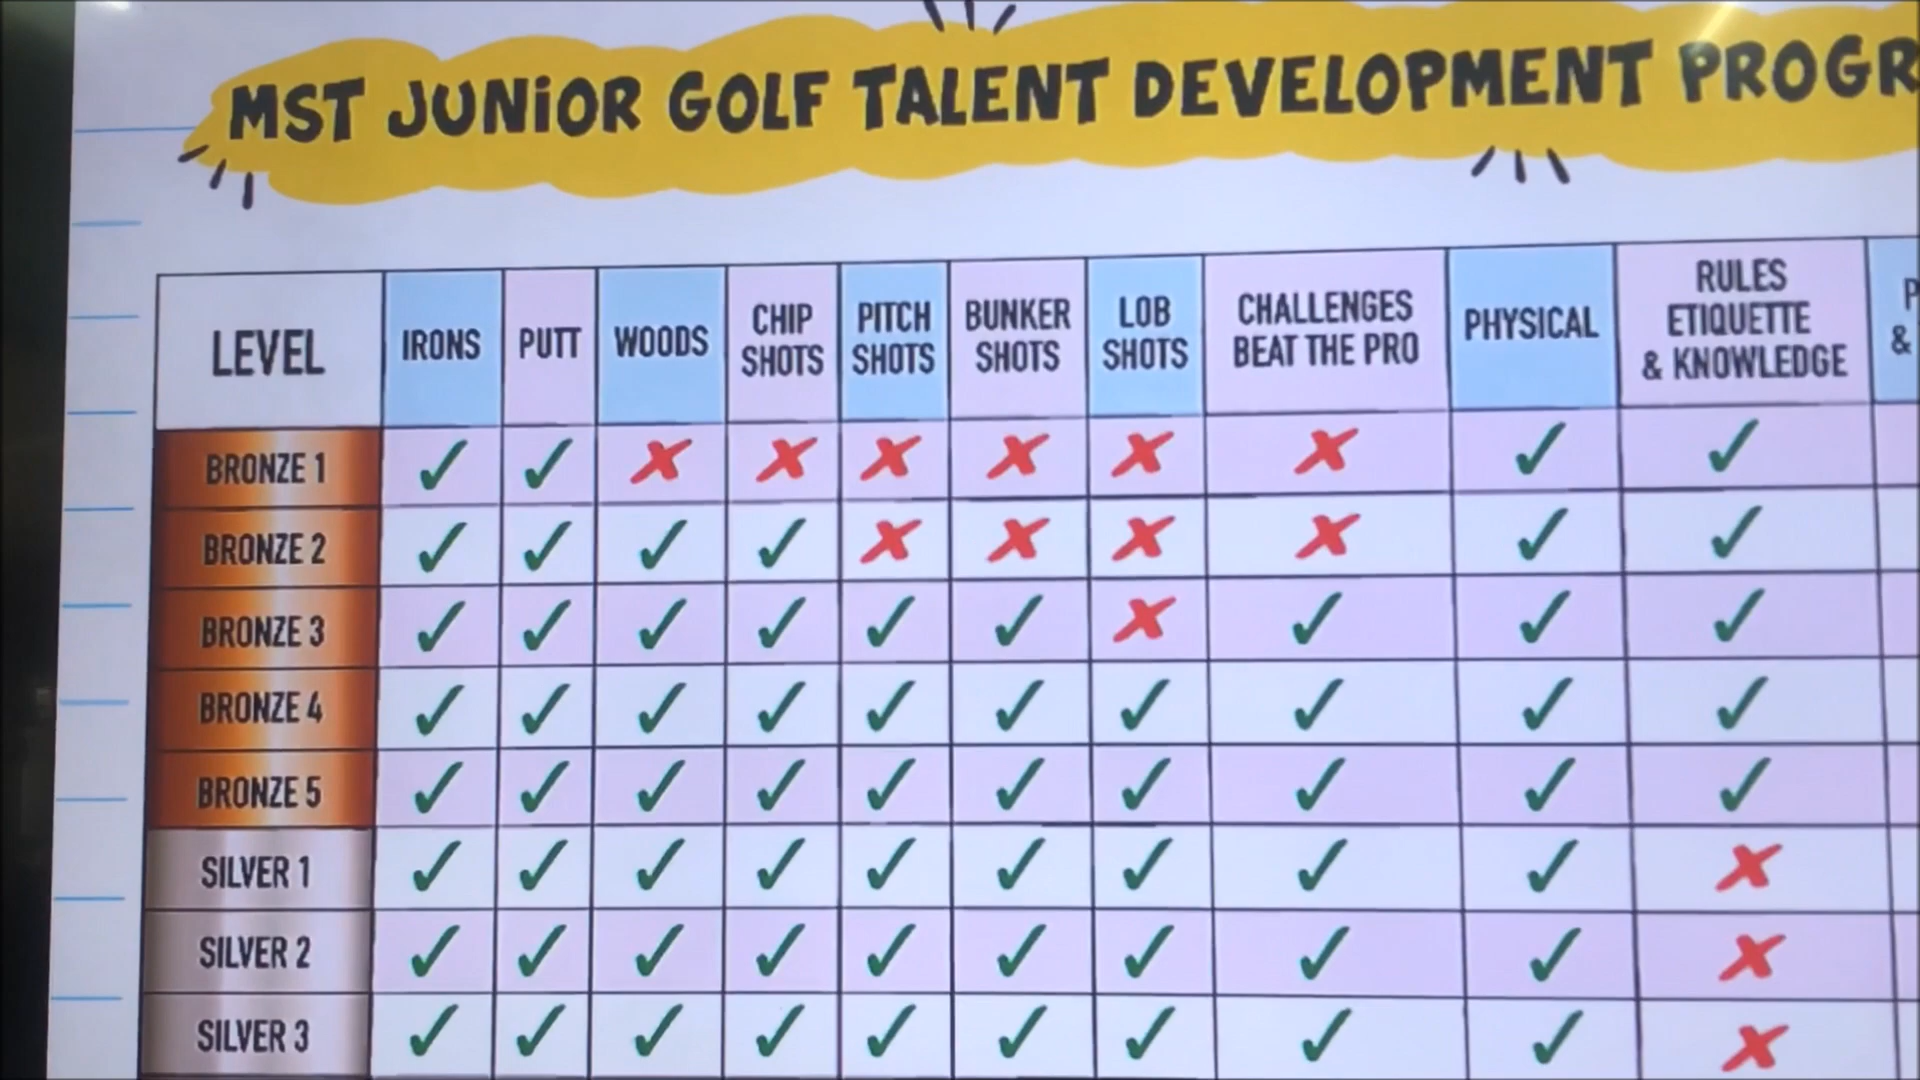 MST JUNiOR GOLF TALENT DEVELOPMENT PROGR
LEVEL IRONS PUTT WOODS CHIP SHOTS PITCH SHOTS BUNKER SHOTS LOB SHOTS CHALLENGES BEAT THE PRO PHYSICAL RULES ETIQUETTE & KNOWLEDGE P &
BRONZE 1 ✓ ✓ ✗ ✗ ✗ ✗ ✗ ✗ ✓ ✓
BRONZE 2 ✓ ✓ ✓ ✓ ✗ ✗ ✗ ✗ ✓ ✓
BRONZE 3 ✓ ✓ ✓ ✓ ✓ ✓ ✗ ✓ ✓ ✓
BRONZE 4 ✓ ✓ ✓ ✓ ✓ ✓ ✓ ✓ ✓ ✓
BRONZE 5 ✓ ✓ ✓ ✓ ✓ ✓ ✓ ✓ ✓ ✓
SILVER 1 ✓ ✓ ✓ ✓ ✓ ✓ ✓ ✓ ✓ ✗
SILVER 2 ✓ ✓ ✓ ✓ ✓ ✓ ✓ ✓ ✓ ✗
SILVER 3 ✓ ✓ ✓ ✓ ✓ ✓ ✓ ✓ ✓ ✗